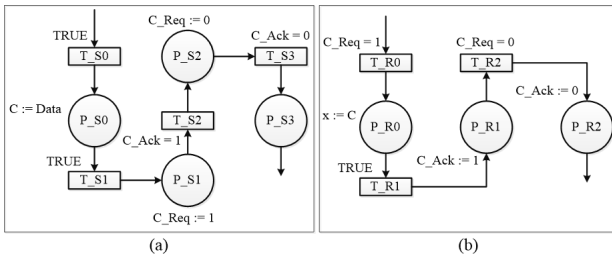 C_Req := 0
TRUE
C_Ack = 0
T_S0
P_S2
T_S3
C := Data
P_S0
T_S2
P_S3
C_Ack = 1
TRUE
T_S1
P_S1
C_Req := 1
(a)
C_Req = 1
C_Req = 0
T_R0
T_R2
C_Ack := 0
x := C
P_R0
P_R1
P_R2
TRUE
C_Ack := 1
T_R1
(b)